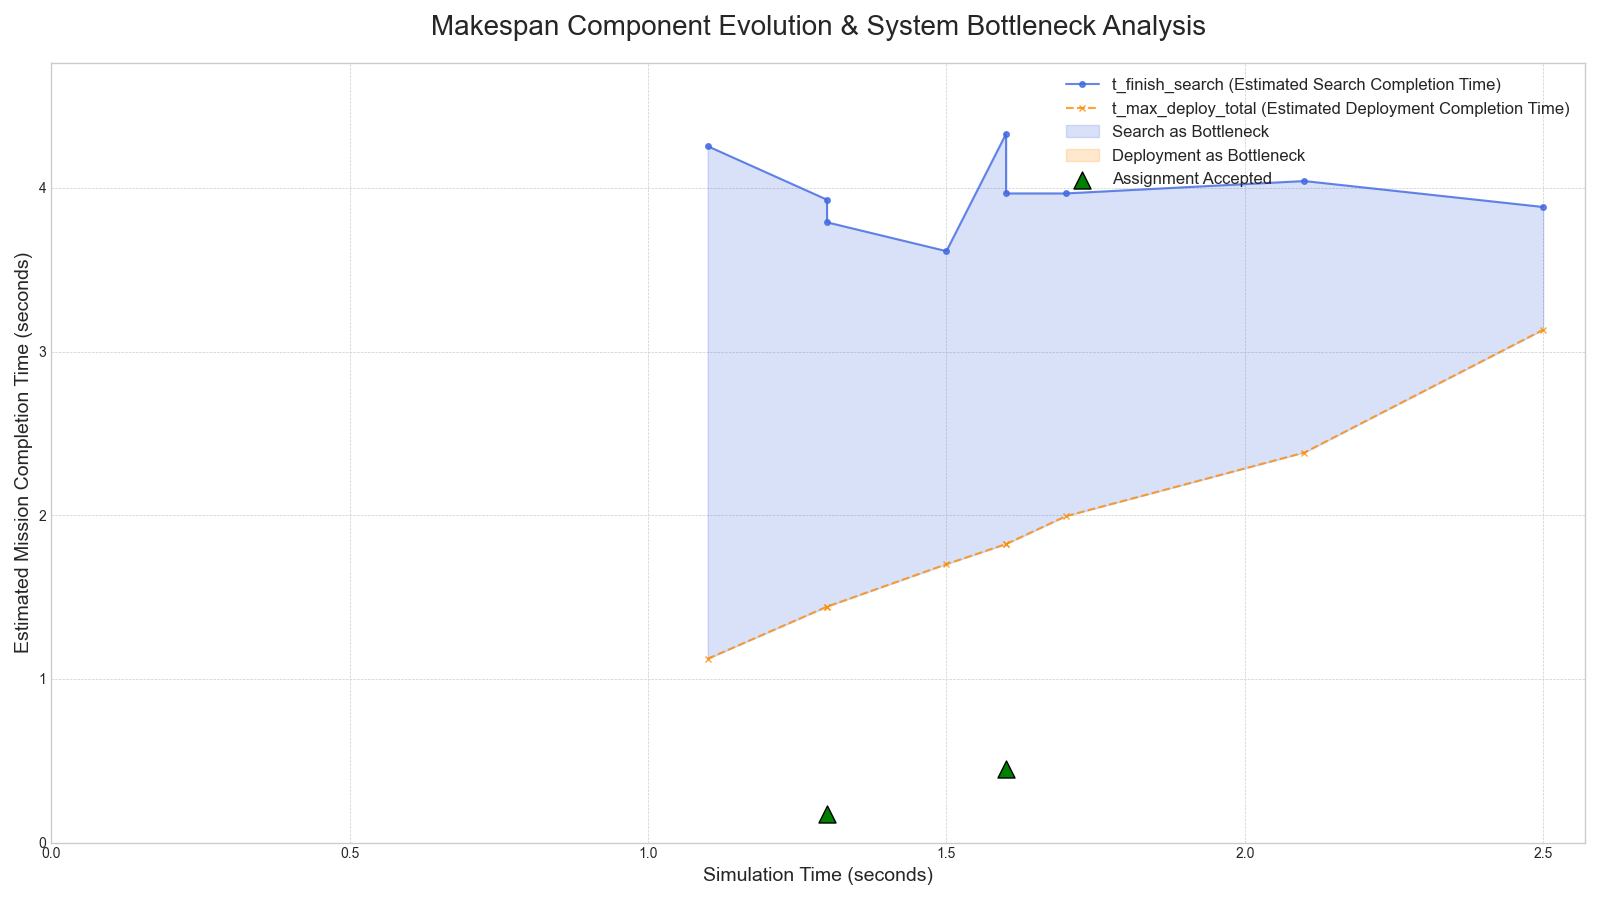 Makespan Component Evolution & System Bottleneck Analysis
t_finish_search (Estimated Search Completion Time)
t_max_deploy_total (Estimated Deployment Completion Time)
Search as Bottleneck
Deployment as Bottleneck
Assignment Accepted
Estimated Mission Completion Time (seconds)
4
3
2
1
0
0.0 0.5 1.0 1.5 2.0 2.5
Simulation Time (seconds)